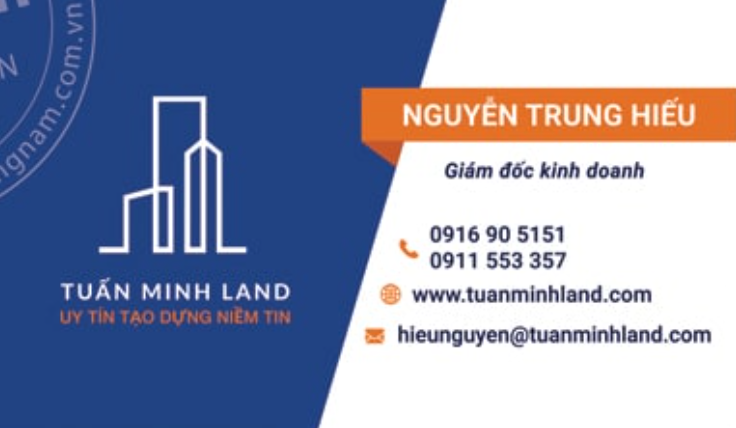 TUẤN MINH LAND
UY TÍN TẠO DỰNG NIỀM TIN
NGUYỄN TRUNG HIẾU
Giám đốc kinh doanh
0916 90 5151
0911 553 357
www.tuanminhland.com
hieunguyen@tuanminhland.com